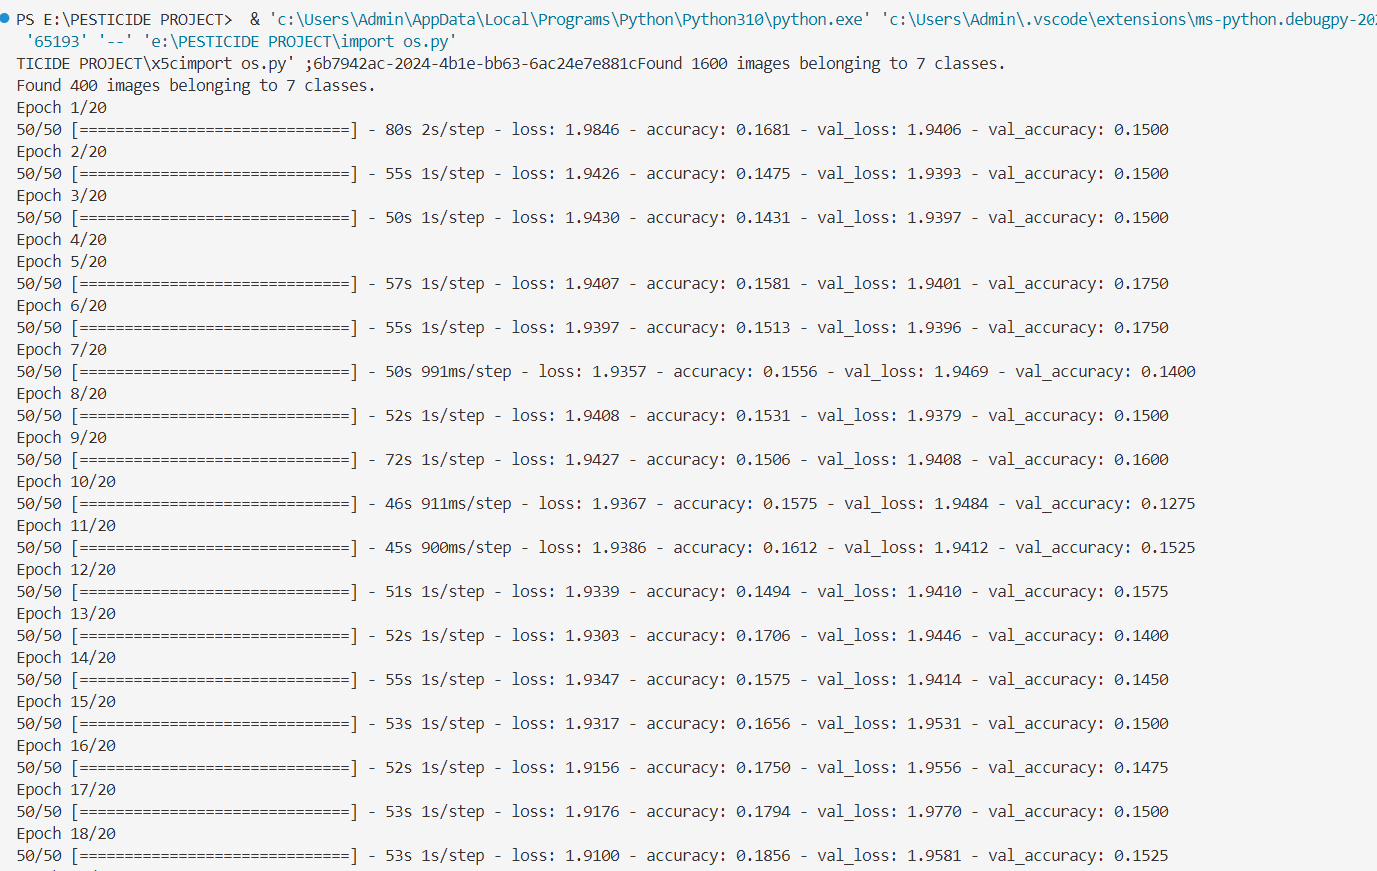 PS E:\PESTICIDE PROJECT>  & 'c:\Users\Admin\AppData\Local\Programs\Python\Python310\python.exe' 'c:\Users\Admin\.vscode\extensions\ms-python.debugpy-202
'65193' '--' 'e:\PESTICIDE PROJECT\import os.py'
TICIDE PROJECT\x5cimport os.py' ;6b7942ac-2024-4b1e-bb63-6ac24e7e881cFound 1600 images belonging to 7 classes.
Found 400 images belonging to 7 classes.
Epoch 1/20
50/50 [==============================] - 80s 2s/step - loss: 1.9846 - accuracy: 0.1681 - val_loss: 1.9406 - val_accuracy: 0.1500
Epoch 2/20
50/50 [==============================] - 55s 1s/step - loss: 1.9426 - accuracy: 0.1475 - val_loss: 1.9393 - val_accuracy: 0.1500
Epoch 3/20
50/50 [==============================] - 50s 1s/step - loss: 1.9430 - accuracy: 0.1431 - val_loss: 1.9397 - val_accuracy: 0.1500
Epoch 4/20
Epoch 5/20
50/50 [==============================] - 57s 1s/step - loss: 1.9407 - accuracy: 0.1581 - val_loss: 1.9401 - val_accuracy: 0.1750
Epoch 6/20
50/50 [==============================] - 55s 1s/step - loss: 1.9397 - accuracy: 0.1513 - val_loss: 1.9396 - val_accuracy: 0.1750
Epoch 7/20
50/50 [==============================] - 50s 991ms/step - loss: 1.9357 - accuracy: 0.1556 - val_loss: 1.9469 - val_accuracy: 0.1400
Epoch 8/20
50/50 [==============================] - 52s 1s/step - loss: 1.9408 - accuracy: 0.1531 - val_loss: 1.9379 - val_accuracy: 0.1500
Epoch 9/20
50/50 [==============================] - 72s 1s/step - loss: 1.9427 - accuracy: 0.1506 - val_loss: 1.9408 - val_accuracy: 0.1600
Epoch 10/20
50/50 [==============================] - 46s 911ms/step - loss: 1.9367 - accuracy: 0.1575 - val_loss: 1.9484 - val_accuracy: 0.1275
Epoch 11/20
50/50 [==============================] - 45s 900ms/step - loss: 1.9386 - accuracy: 0.1612 - val_loss: 1.9412 - val_accuracy: 0.1525
Epoch 12/20
50/50 [==============================] - 51s 1s/step - loss: 1.9339 - accuracy: 0.1494 - val_loss: 1.9410 - val_accuracy: 0.1575
Epoch 13/20
50/50 [==============================] - 52s 1s/step - loss: 1.9303 - accuracy: 0.1706 - val_loss: 1.9446 - val_accuracy: 0.1400
Epoch 14/20
50/50 [==============================] - 55s 1s/step - loss: 1.9347 - accuracy: 0.1575 - val_loss: 1.9414 - val_accuracy: 0.1450
Epoch 15/20
50/50 [==============================] - 53s 1s/step - loss: 1.9317 - accuracy: 0.1656 - val_loss: 1.9531 - val_accuracy: 0.1500
Epoch 16/20
50/50 [==============================] - 52s 1s/step - loss: 1.9156 - accuracy: 0.1750 - val_loss: 1.9556 - val_accuracy: 0.1475
Epoch 17/20
50/50 [==============================] - 53s 1s/step - loss: 1.9176 - accuracy: 0.1794 - val_loss: 1.9770 - val_accuracy: 0.1500
Epoch 18/20
50/50 [==============================] - 53s 1s/step - loss: 1.9100 - accuracy: 0.1856 - val_loss: 1.9581 - val_accuracy: 0.1525